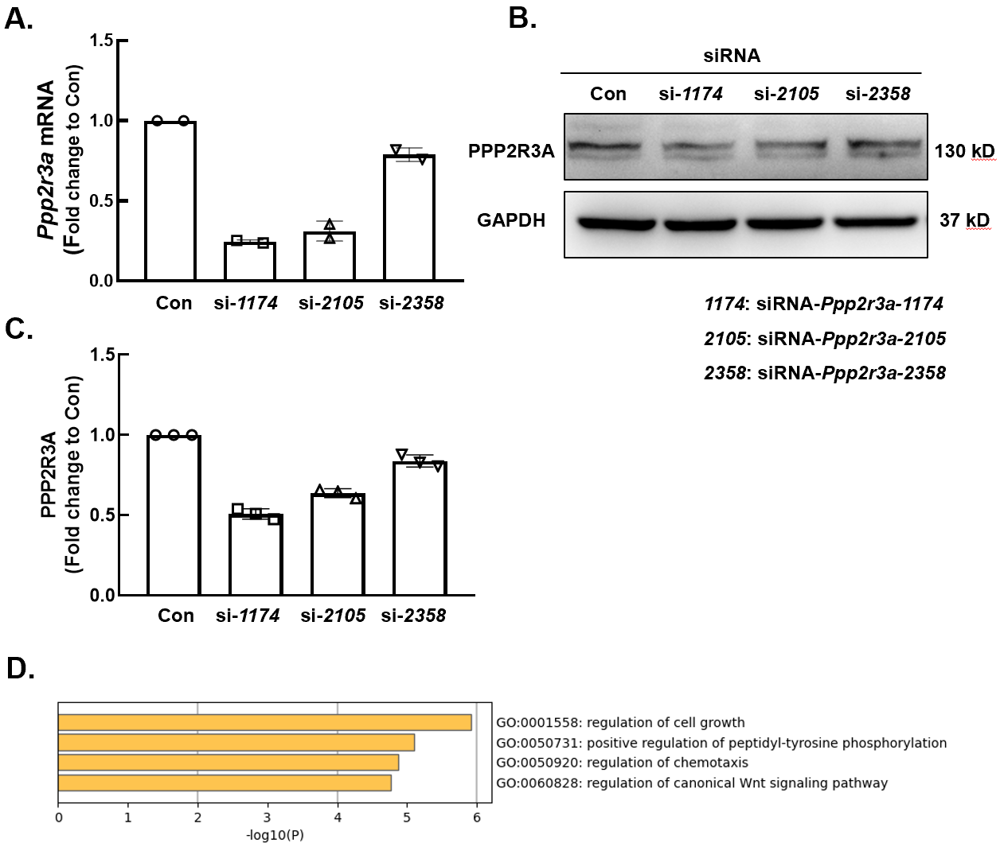 A.
1.5
1.0
0.5
0.0
Ppp2r3a mRNA
(Fold change to Con)
Con si-1174 si-2105 si-2358
B.
siRNA
Con si-1174 si-2105 si-2358
PPP2R3A 130 kD
GAPDH 37 kD
1174: siRNA-Ppp2r3a-1174
2105: siRNA-Ppp2r3a-2105
2358: siRNA-Ppp2r3a-2358
C.
1.5
1.0
0.5
0.0
PPP2R3A
(Fold change to Con)
Con si-1174 si-2105 si-2358
D.
GO:0001558: regulation of cell growth
GO:0050731: positive regulation of peptidyl-tyrosine phosphorylation
GO:0050920: regulation of chemotaxis
GO:0060828: regulation of canonical Wnt signaling pathway
0 1 2 3 4 5 6
-log10(P)